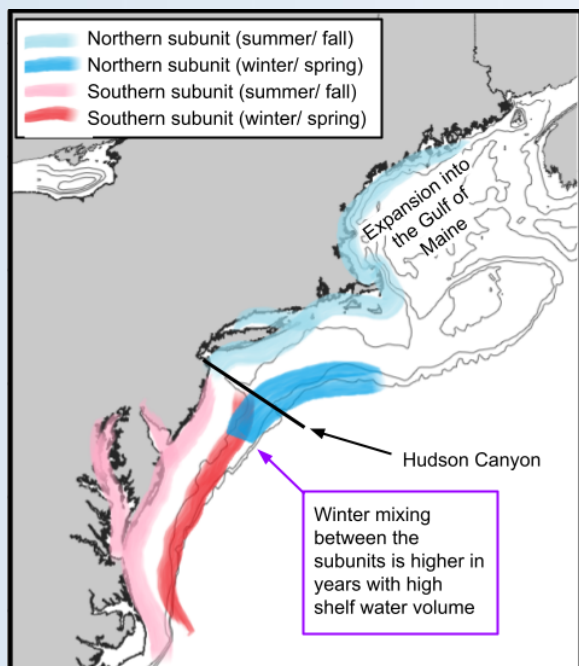 Northern subunit (summer/ fall)
Northern subunit (winter/ spring)
Southern subunit (summer/ fall)
Southern subunit (winter/ spring)
Expansion into
the Gulf of
Maine
Hudson Canyon
Winter mixing
between the
subunits is higher in
years with high
shelf water volume